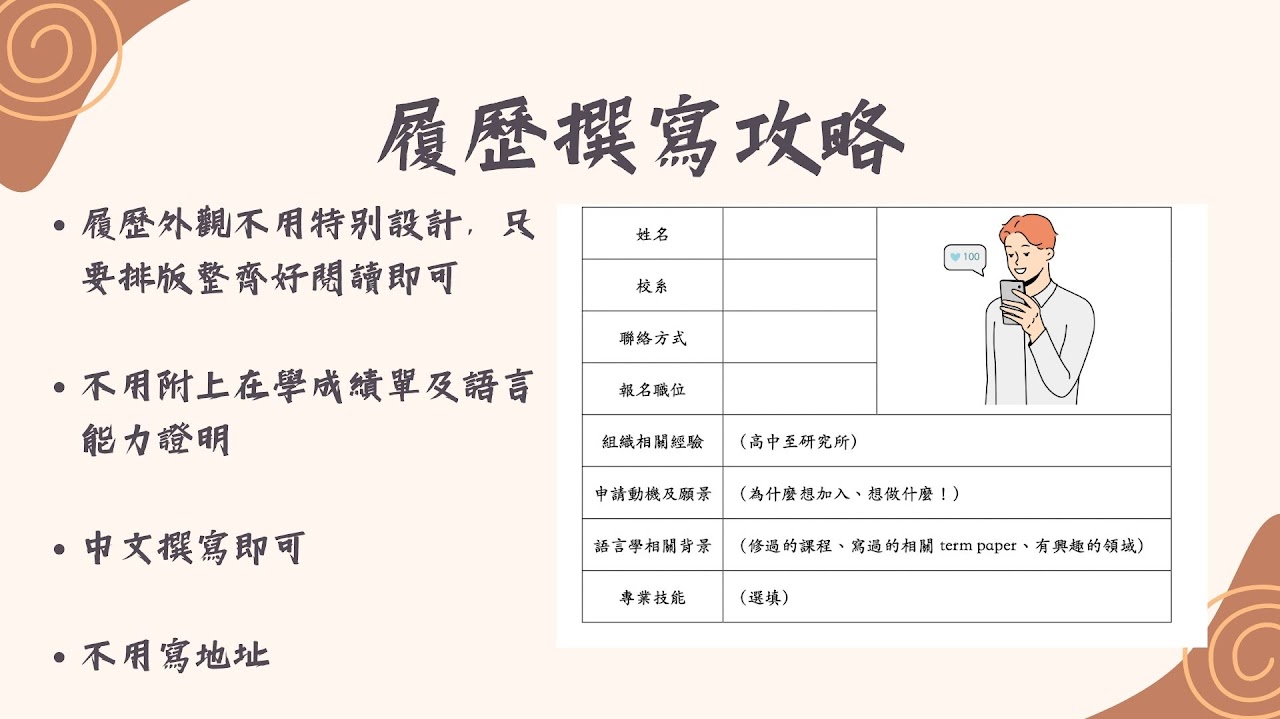 履歷撰寫攻略
• 履歷外觀不用特別設計，只
要排版整齊好閱讀即可
• 不用附上在學成績單及語言
能力證明
• 中文撰寫即可
• 不用寫地址
姓名
100
校系
聯絡方式
報名職位
組織相關經驗 （高中至研究所）
申請動機及願景 （為什麼想加入、想做什麼！）
語言學相關背景 （修過的課程、寫過的相關 term paper、有興趣的領域）
專業技能 （選填）